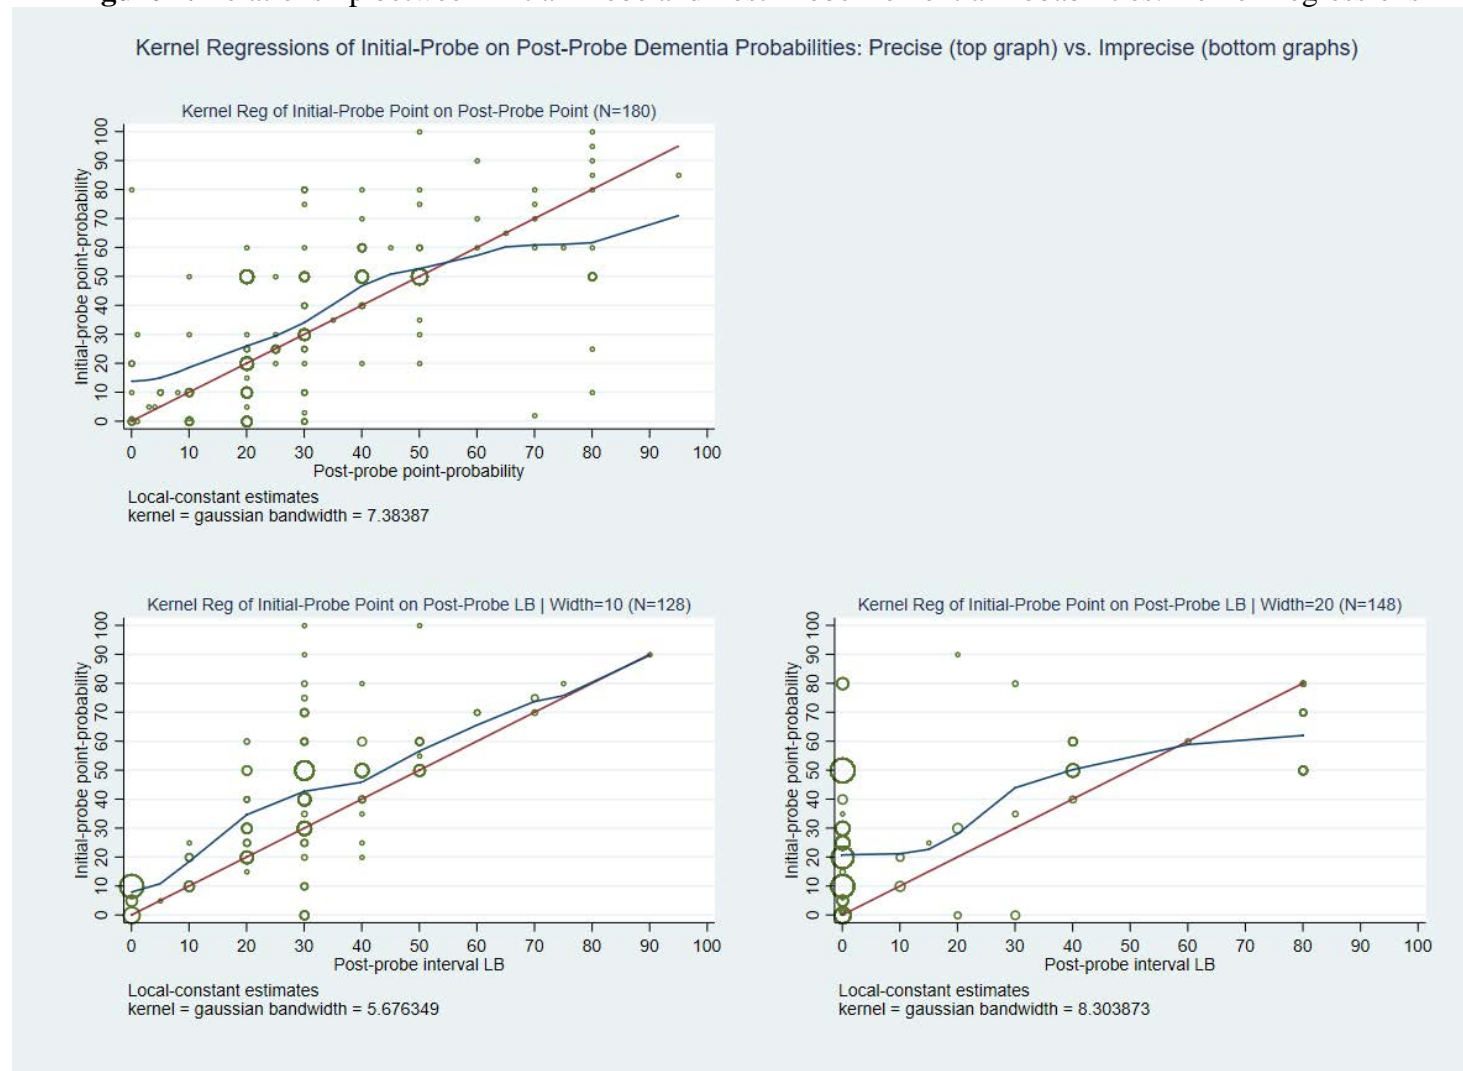 Kernel Regressions of Initial-Probe on Post-Probe Dementia Probabilities: Precise (top graph) vs. Imprecise (bottom graphs)
Kernel Reg of Initial-Probe Point on Post-Probe Point (N=180)
Initial-probe point-probability
100
90
80
70
60
50
40
30
20
10
0
0 10 20 30 40 50 60 70 80 90 100
Post-probe point-probability
Local-constant estimates
kernel = gaussian bandwidth = 7.38387
Kernel Reg of Initial-Probe Point on Post-Probe LB | Width=10 (N=128)
Initial-probe point-probability
100
90
80
70
60
50
40
30
20
10
0
0 10 20 30 40 50 60 70 80 90 100
Post-probe interval LB
Local-constant estimates
kernel = gaussian bandwidth = 5.676349
Kernel Reg of Initial-Probe Point on Post-Probe LB | Width=20 (N=148)
Initial-probe point-probability
100
90
80
70
60
50
40
30
20
10
0
0 10 20 30 40 50 60 70 80 90 100
Post-probe interval LB
Local-constant estimates
kernel = gaussian bandwidth = 8.303873